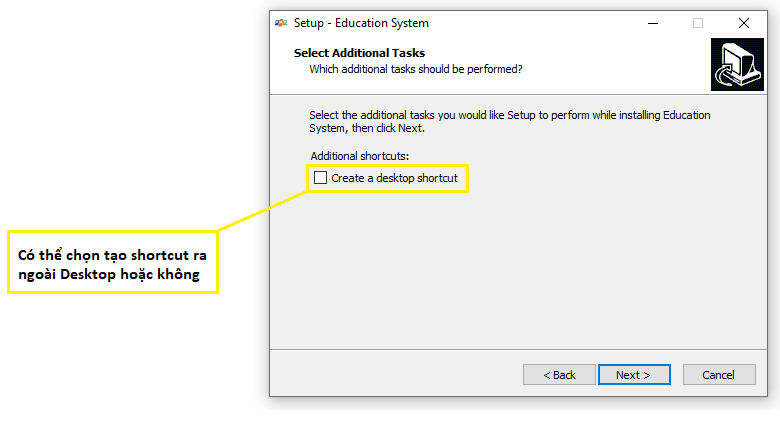 Setup - Education System
Select Additional Tasks
Which additional tasks should be performed?
Select the additional tasks you would like Setup to perform while installing Education
System, then click Next.
Additional shortcuts:
Create a desktop shortcut
Có thể chọn tạo shortcut ra
ngoài Desktop hoặc không
< Back
Next >
Cancel